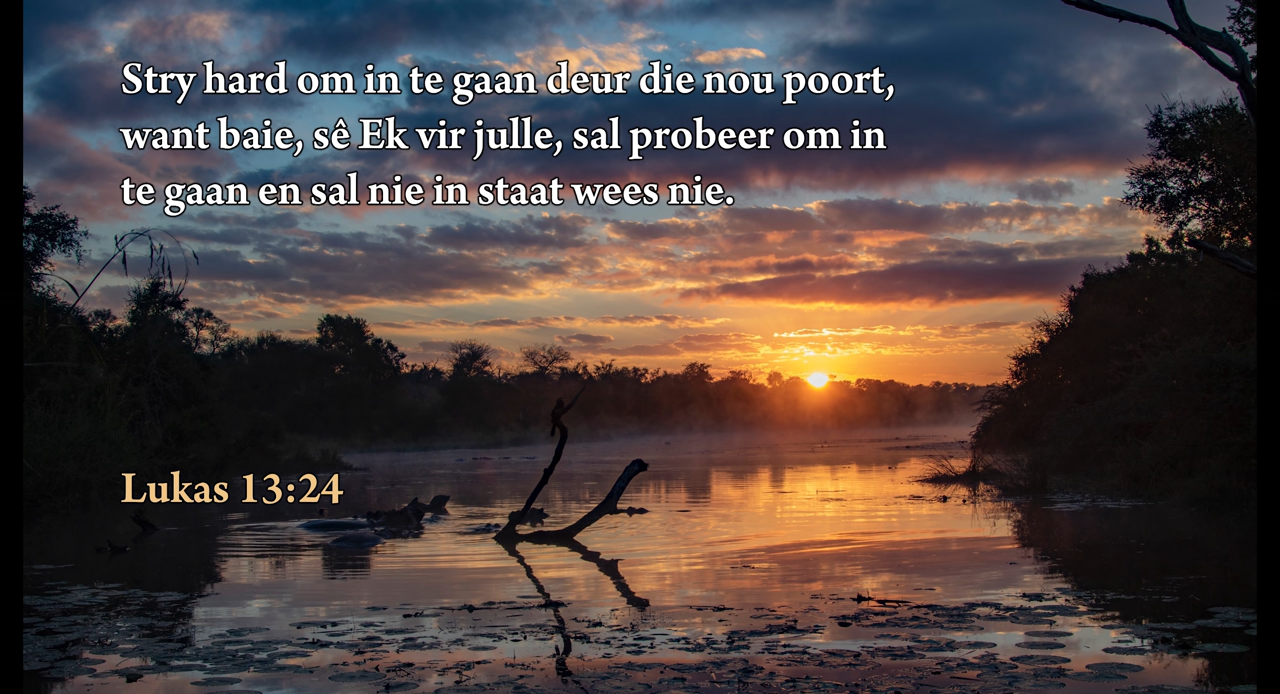 Stry hard om in te gaan deur die nou poort,
want baie, sê Ek vir julle, sal probeer om in
te gaan en sal nie in staat wees nie.
Lukas 13:24